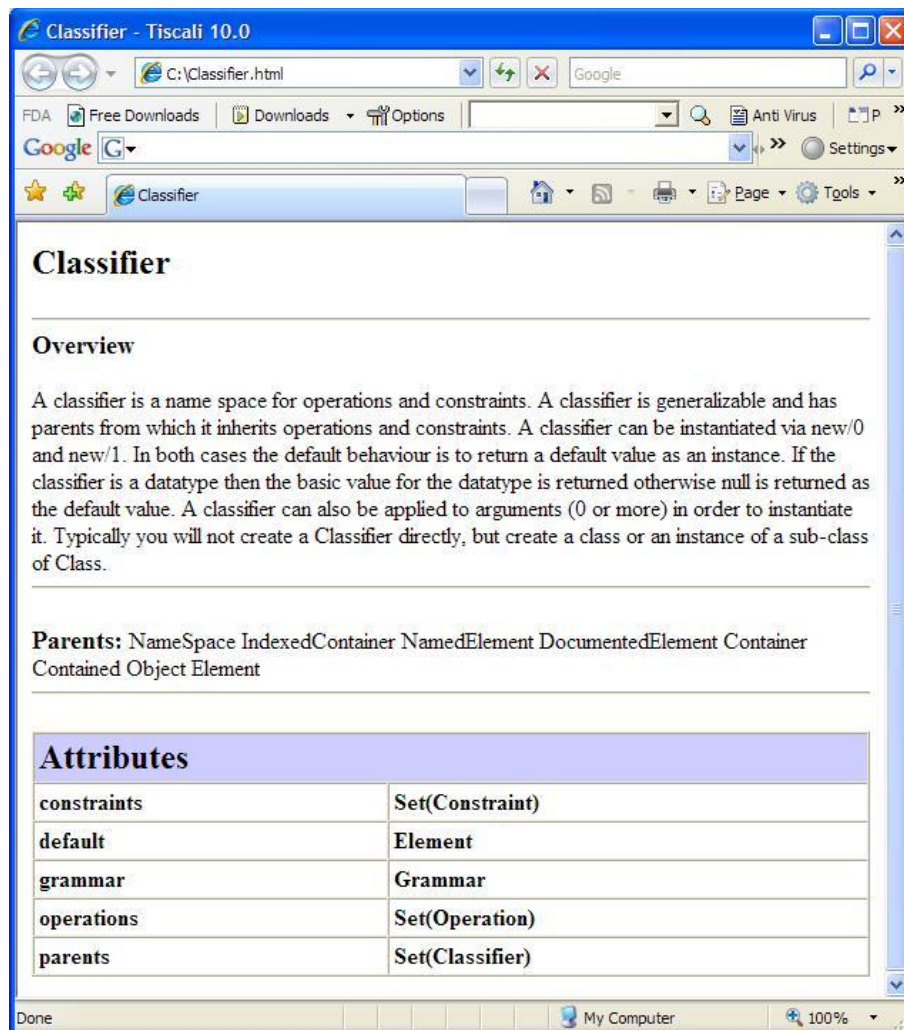 Classifier - Tiscali 10.0
C:\Classifier.html
Google
FDA Free Downloads Downloads Options Anti Virus P »
Google G »  Settings
Classifier Page Tools »
Classifier
Overview
A classifier is a name space for operations and constraints. A classifier is generalizable and has
parents from which it inherits operations and constraints. A classifier can be instantiated via new/0
and new/1. In both cases the default behaviour is to return a default value as an instance. If the
classifier is a datatype then the basic value for the datatype is returned otherwise null is returned as
the default value. A classifier can also be applied to arguments (0 or more) in order to instantiate
it. Typically you will not create a Classifier directly, but create a class or an instance of a sub-class
of Class.
Parents: NameSpace IndexedContainer NamedElement DocumentedElement Container
Contained Object Element
Attributes
constraints Set(Constraint)
default Element
grammar Grammar
operations Set(Operation)
parents Set(Classifier)
Done My Computer 100%